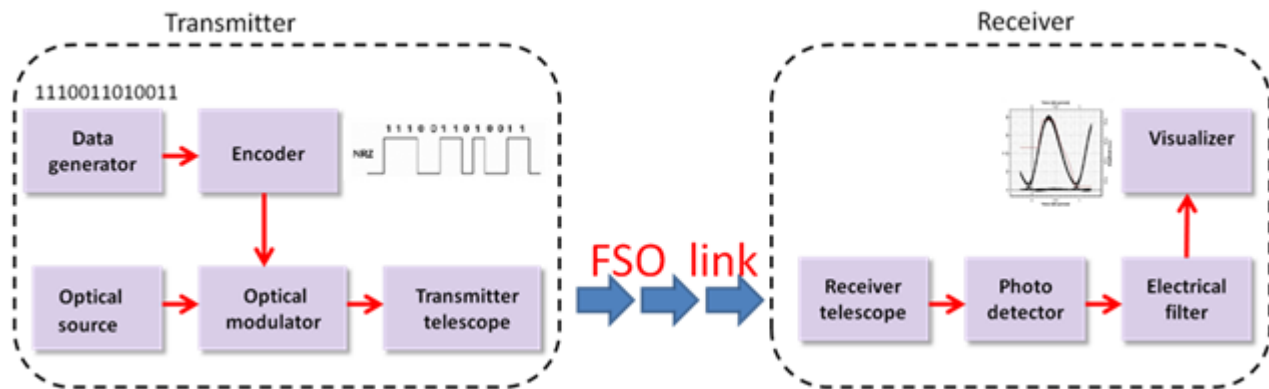 Transmitter
Receiver
1110011010011
Data
generator
Encoder
1 1 1 0 0 1 1 0 1 0 0 1 1
NRZ
Visualizer
FSO link
Optical
source
Optical
modulator
Transmitter
telescope
Receiver
telescope
Photo
detector
Electrical
filter